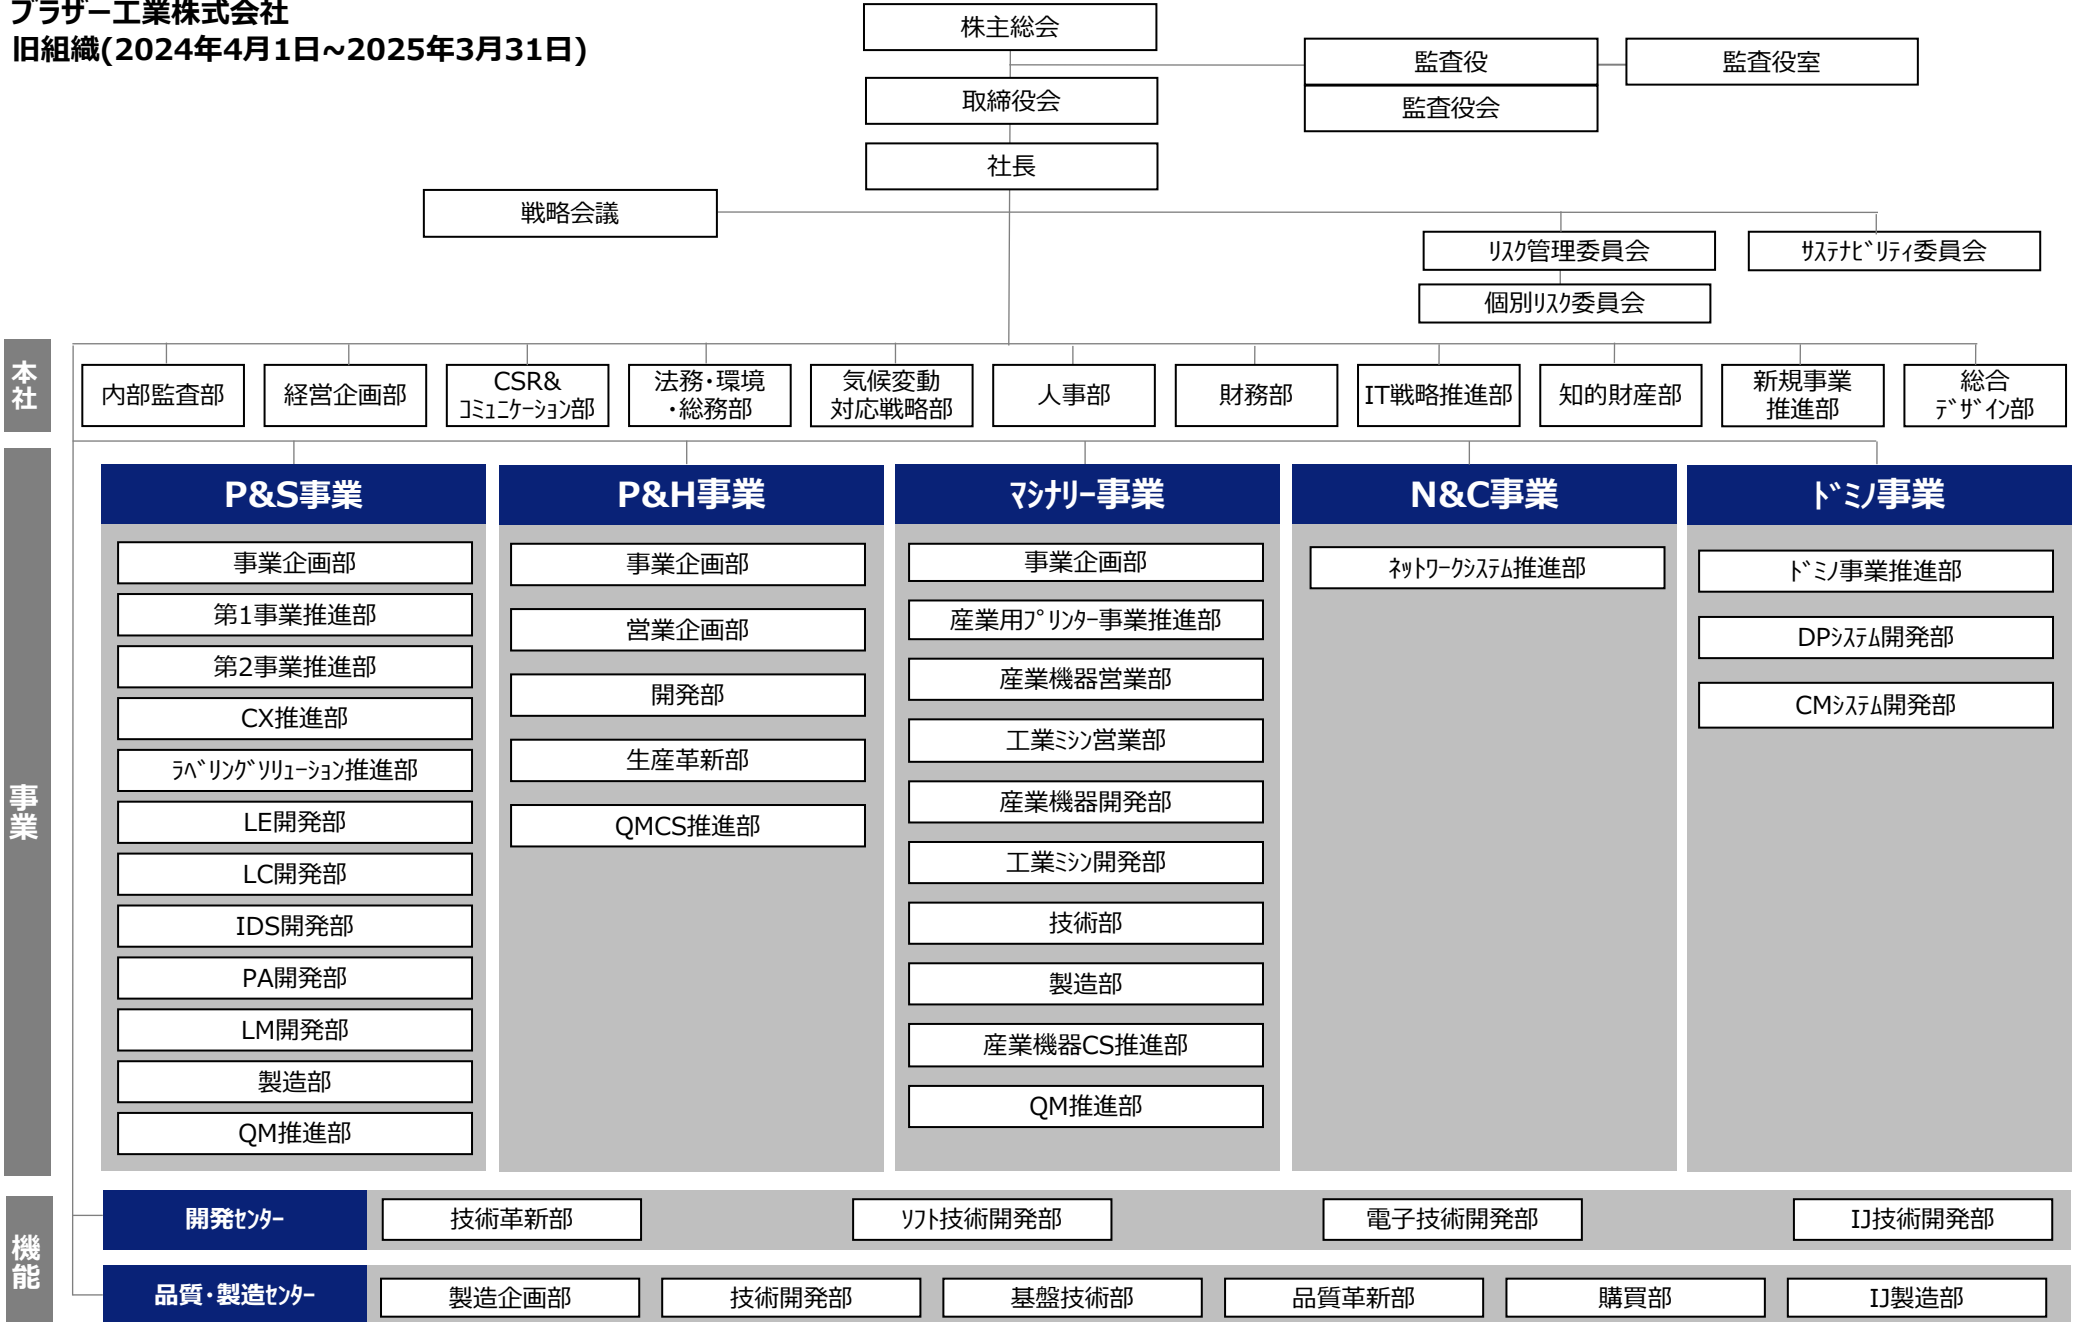 ブラザー工業株式会社
旧組織(2024年4月1日~2025年3月31日)
株主総会
監査役
監査役室
取締役会
監査役会
社長
戦略会議
ﾘｽｸ管理委員会
ｻｽﾃﾅﾋﾞﾘﾃｨ委員会
個別ﾘｽｸ委員会
本社
内部監査部
経営企画部
CSR&
ｺﾐｭﾆｹｰｼｮﾝ部
法務・環境
・総務部
気候変動
対応戦略部
人事部
財務部
IT戦略推進部
知的財産部
新規事業
推進部
総合
ﾃﾞｻﾞｲﾝ部
事業
P&S事業
事業企画部
第1事業推進部
第2事業推進部
CX推進部
ﾗﾍﾞﾘﾝｸﾞｿﾘｭｰｼｮﾝ推進部
LE開発部
LC開発部
IDS開発部
PA開発部
LM開発部
製造部
QM推進部
P&H事業
事業企画部
営業企画部
開発部
生産革新部
QMCS推進部
ﾏｼﾅﾘｰ事業
事業企画部
産業用ﾌﾟﾘﾝﾀｰ事業推進部
産業機器営業部
工業ﾐｼﾝ営業部
産業機器開発部
工業ﾐｼﾝ開発部
技術部
製造部
産業機器CS推進部
QM推進部
N&C事業
ﾈｯﾄﾜｰｸｼｽﾃﾑ推進部
ﾄﾞﾐﾉ事業
ﾄﾞﾐﾉ事業推進部
DPｼｽﾃﾑ開発部
CMｼｽﾃﾑ開発部
機能
開発ｾﾝﾀｰ
技術革新部
ｿﾌﾄ技術開発部
電子技術開発部
IJ技術開発部
品質・製造ｾﾝﾀｰ
製造企画部
技術開発部
基盤技術部
品質革新部
購買部
IJ製造部